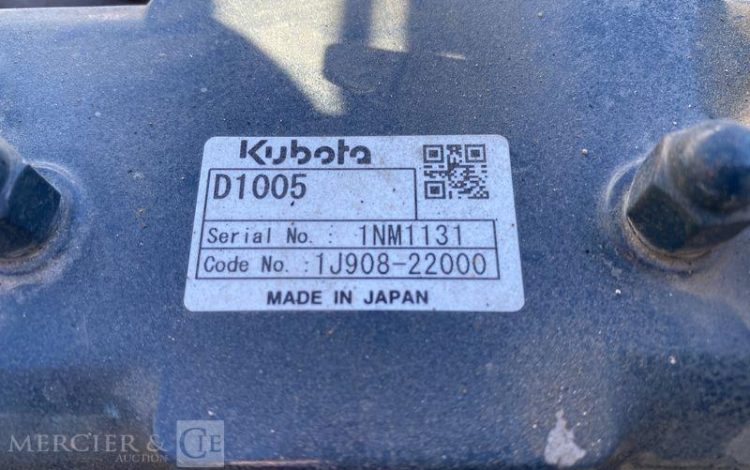 Kubota
D1005
Serial No. : 1NM1131
Code No. :1J908-22000
MADE IN JAPAN
MERCIER & CIE
AUCTION